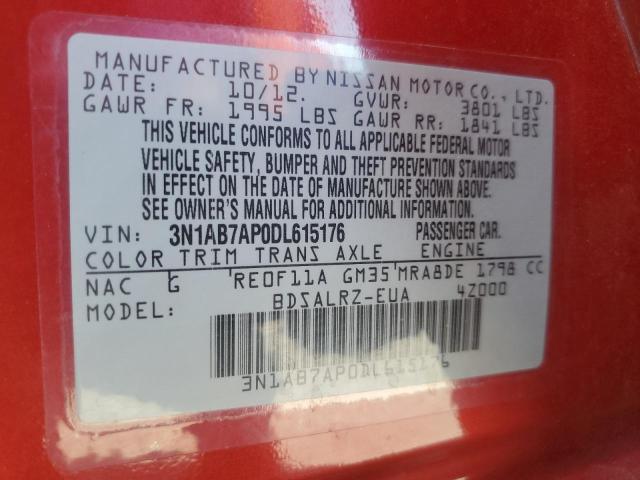 MANUFACTURED BY NISSAN MOTOR CO., LTD.
DATE: 10/12. GVWR: 3801 LBS
GAWR FR: 1995 LBS GAWR RR: 1841 LBS
THIS VEHICLE CONFORMS TO ALL APPLICABLE FEDERAL MOTOR
VEHICLE SAFETY, BUMPER AND THEFT PREVENTION STANDARDS
IN EFFECT ON THE DATE OF MANUFACTURE SHOWN ABOVE.
SEE OWNER'S MANUAL FOR ADDITIONAL INFORMATION.
VIN: 3N1AB7AP0DL615176 PASSENGER CAR.
COLOR TRIM TRANS AXLE ENGINE
NAC G RE0F11A GM35 MRA8DE 1798 CC
MODEL: BDSALRZ-EUA 4Z000
3N1AB7AP0DL615176